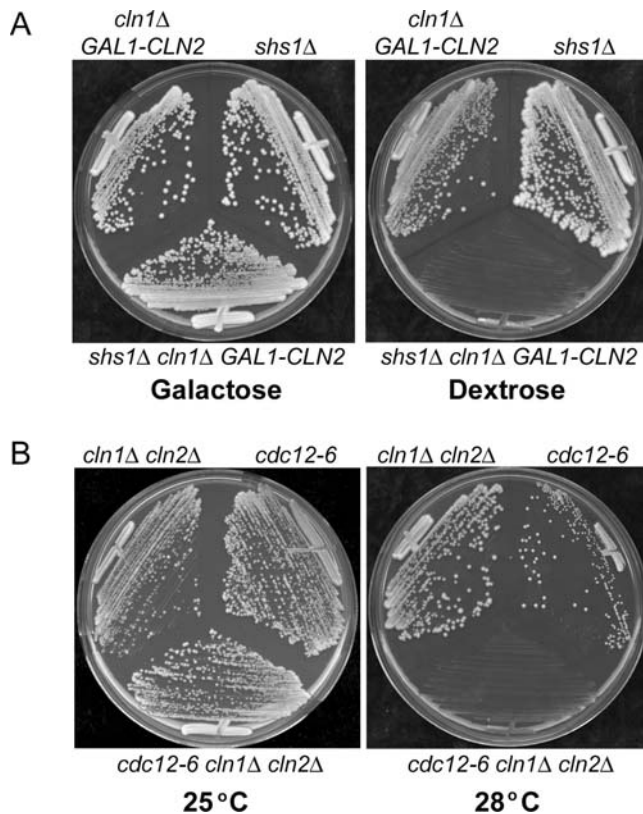 A
cln1Δ
GAL1-CLN2 shs1Δ
cln1Δ
GAL1-CLN2 shs1Δ
shs1Δ cln1Δ GAL1-CLN2
shs1Δ cln1Δ GAL1-CLN2
Galactose
Dextrose
B
cln1Δ cln2Δ
cdc12-6
cln1Δ cln2Δ
cdc12-6
cdc12-6 cln1Δ cln2Δ
cdc12-6 cln1Δ cln2Δ
25°C
28°C